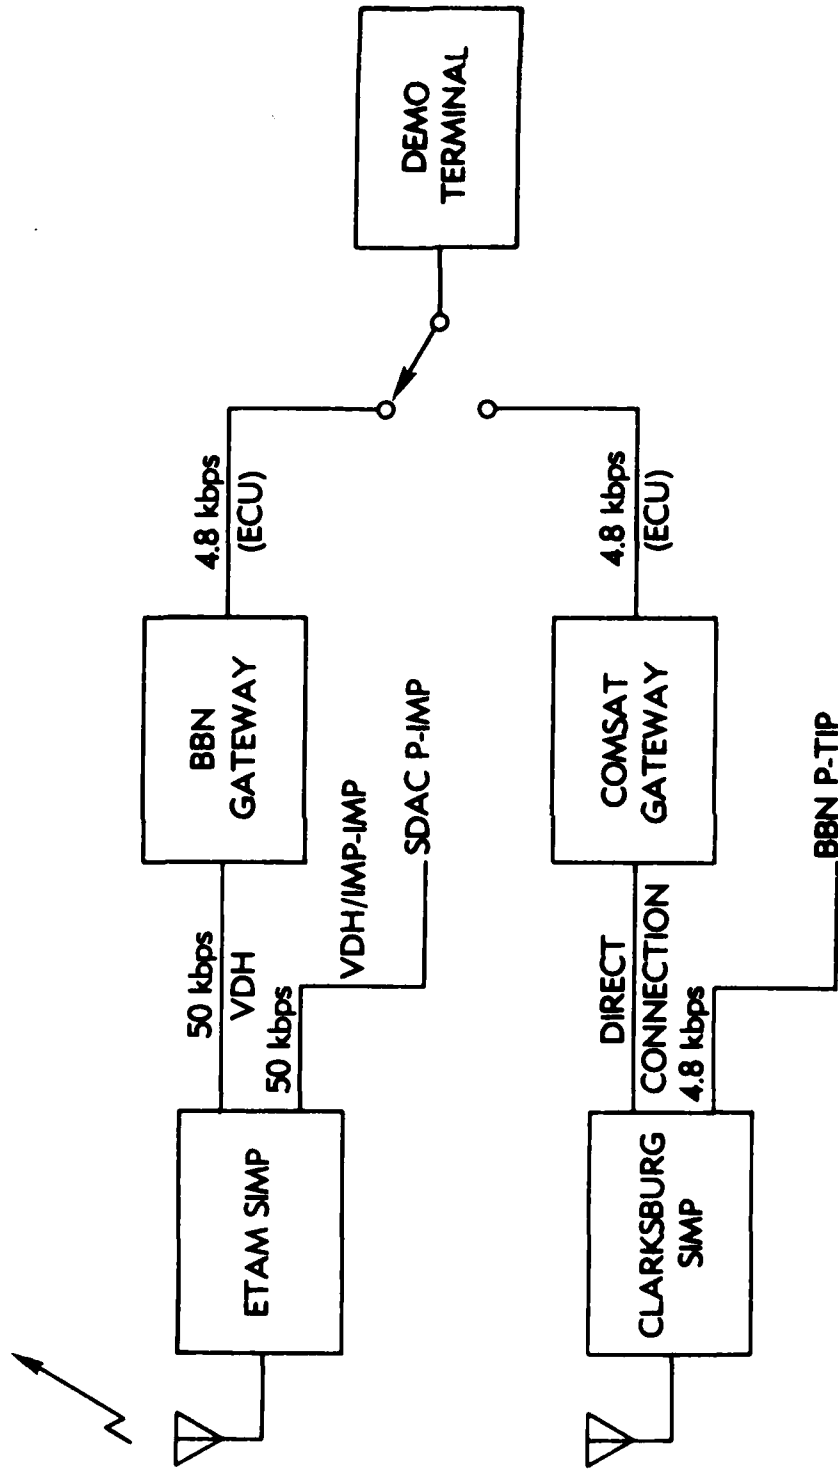 ETAM SIMP
50 kbps
VDH
50 kbps
VDH/IMP-IMP
SDAC P-IMP
BBN
GATEWAY
4.8 kbps
(ECU)
DEMO
TERMINAL
CLARKSBURG
SIMP
DIRECT
CONNECTION
4.8 kbps
BBN P-TIP
COMSAT
GATEWAY
4.8 kbps
(ECU)